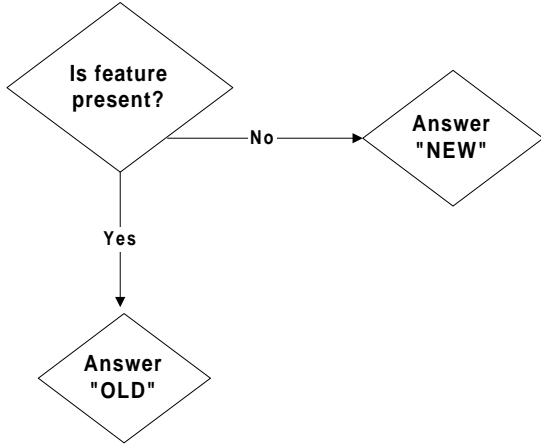 Is feature
present?
No
Answer
"NEW"
Yes
Answer
"OLD"